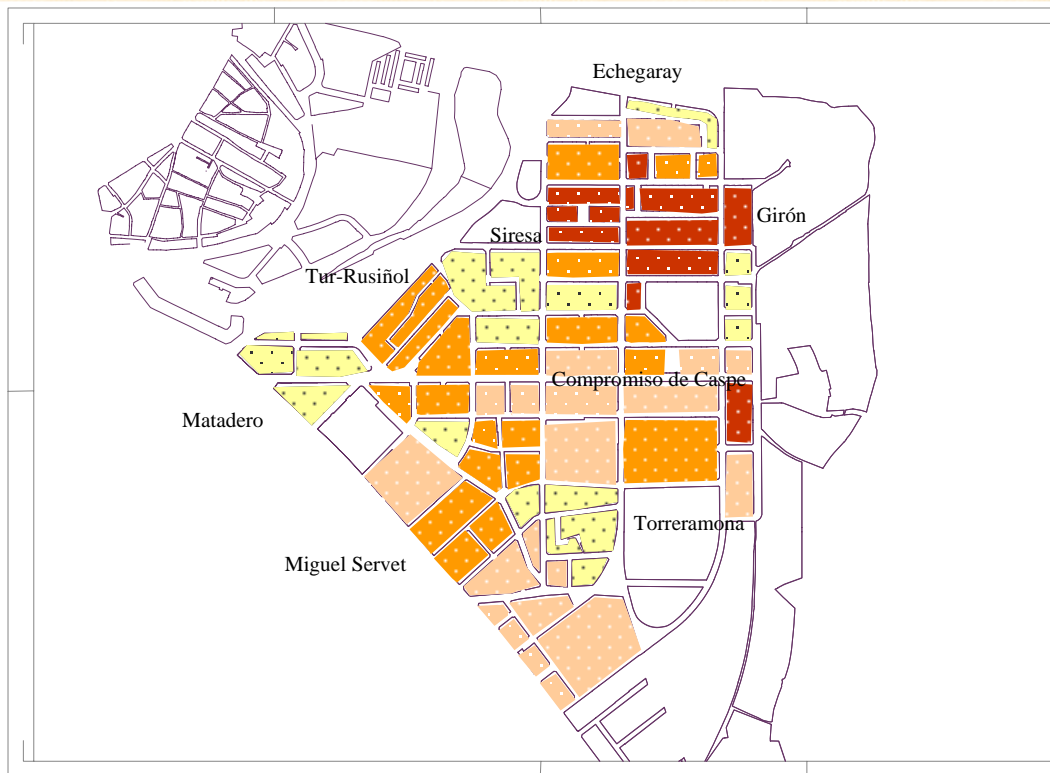 Echegaray
Girón
Siresa
Tur-Rusiñol
Compromiso de Caspe
Matadero
Torreramona
Miguel Servet